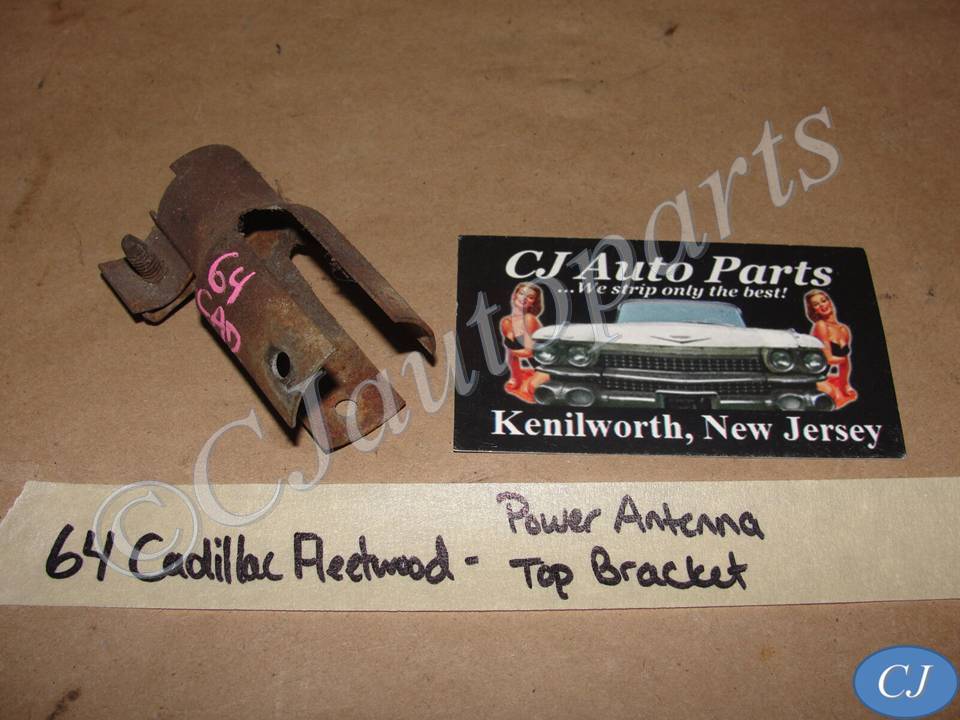 64
CAD
CJ Auto Parts
...We strip only the best!
Kenilworth, New Jersey
©CJautoparts
64 Cadillac Fleetwood - Power Antenna
Top Bracket
CJ